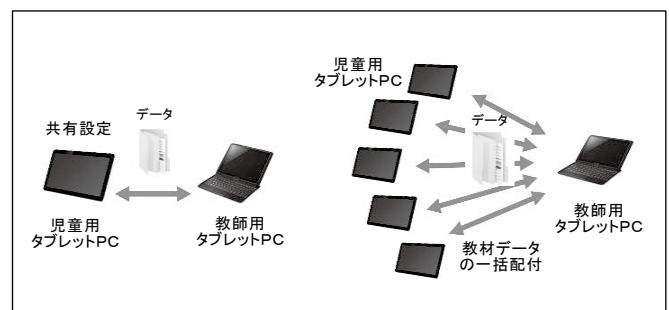 共有設定
データ
児童用
タブレットPC
教師用
タブレットPC
児童用
タブレットPC
データ
教師用
タブレットPC
教材データ
の一括配付